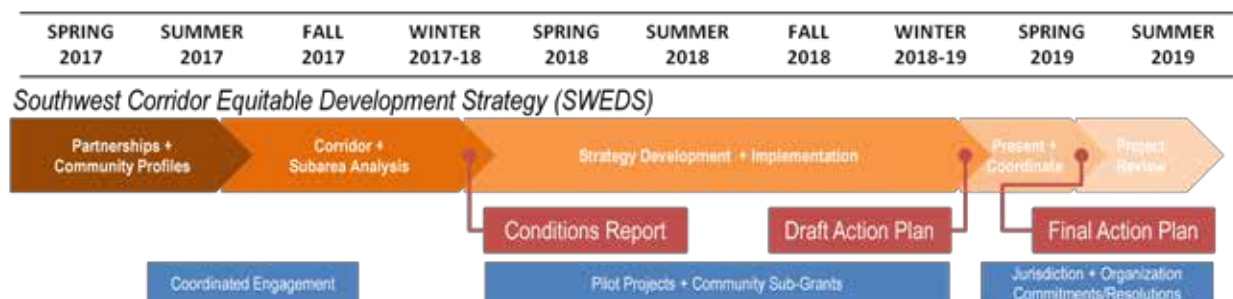 SPRING SUMMER FALL WINTER SPRING SUMMER FALL WINTER SPRING SUMMER
2017 2017 2017 2017-18 2018 2018 2018 2018-19 2019 2019
Southwest Corridor Equitable Development Strategy (SWEDS)
Partnerships +
Community Profiles
Corridor +
Subarea Analysis
Strategy Development + Implementation
Present +
Coordinate
Project
Review
Conditions Report
Draft Action Plan
Final Action Plan
Coordinated Engagement
Pilot Projects + Community Sub-Grants
Jurisdiction + Organization
Commitments/Resolutions